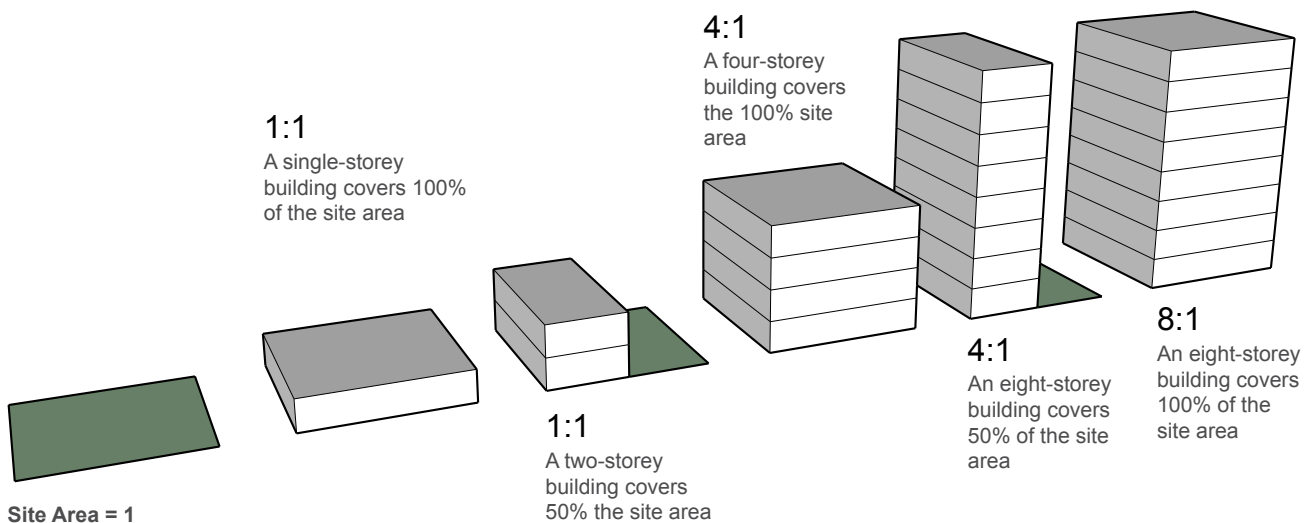 1:1
A single-storey
building covers 100%
of the site area
4:1
A four-storey
building covers
the 100% site
area
Site Area = 1
1:1
A two-storey
building covers
50% the site area
4:1
An eight-storey
building covers
50% of the site
area
8:1
An eight-storey
building covers
100% of the
site area